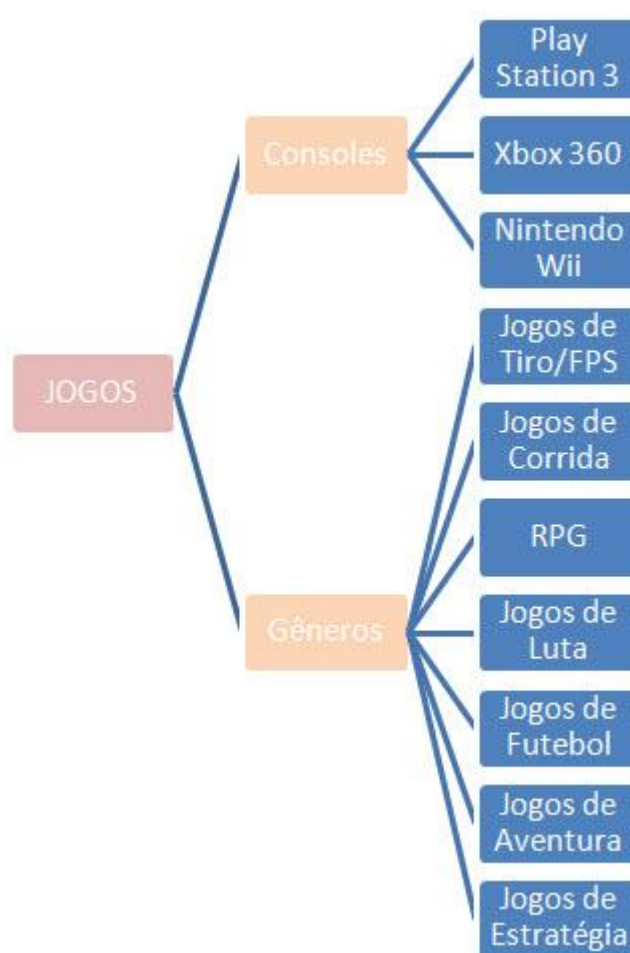 Play
Station 3
Consoles
Xbox 360
Nintendo
Wii
JOGOS
Jogos de
Tiro/FPS
Jogos de
Corrida
RPG
Gêneros
Jogos de
Luta
Jogos de
Futebol
Jogos de
Aventura
Jogos de
Estratégia